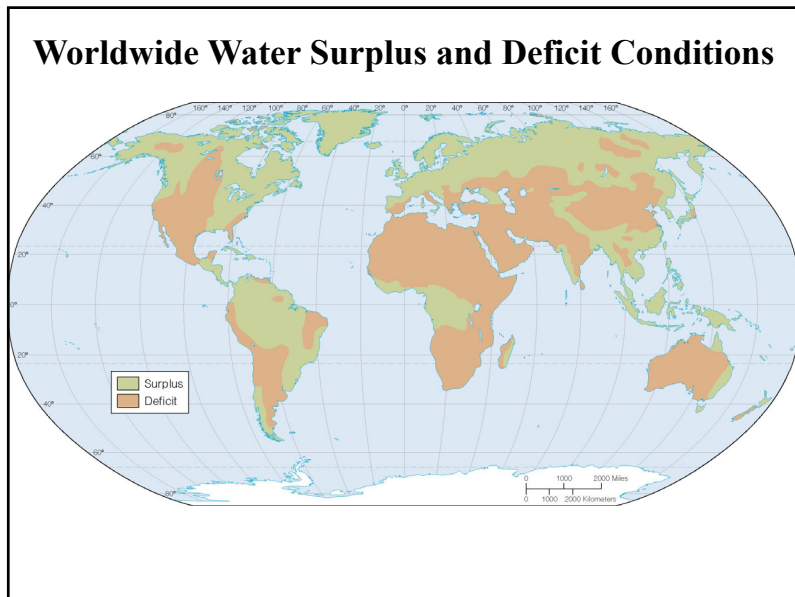 Worldwide Water Surplus and Deficit Conditions
160° 140° 120° 100° 80° 60° 40° 20° 0° 20° 40° 60° 80° 100° 120° 140° 160°
80°
60°
40°
20°
0°
20°
Surplus
Deficit
40°
60°
80°
0 1000 2000 Miles
0 1000 2000 Kilometers